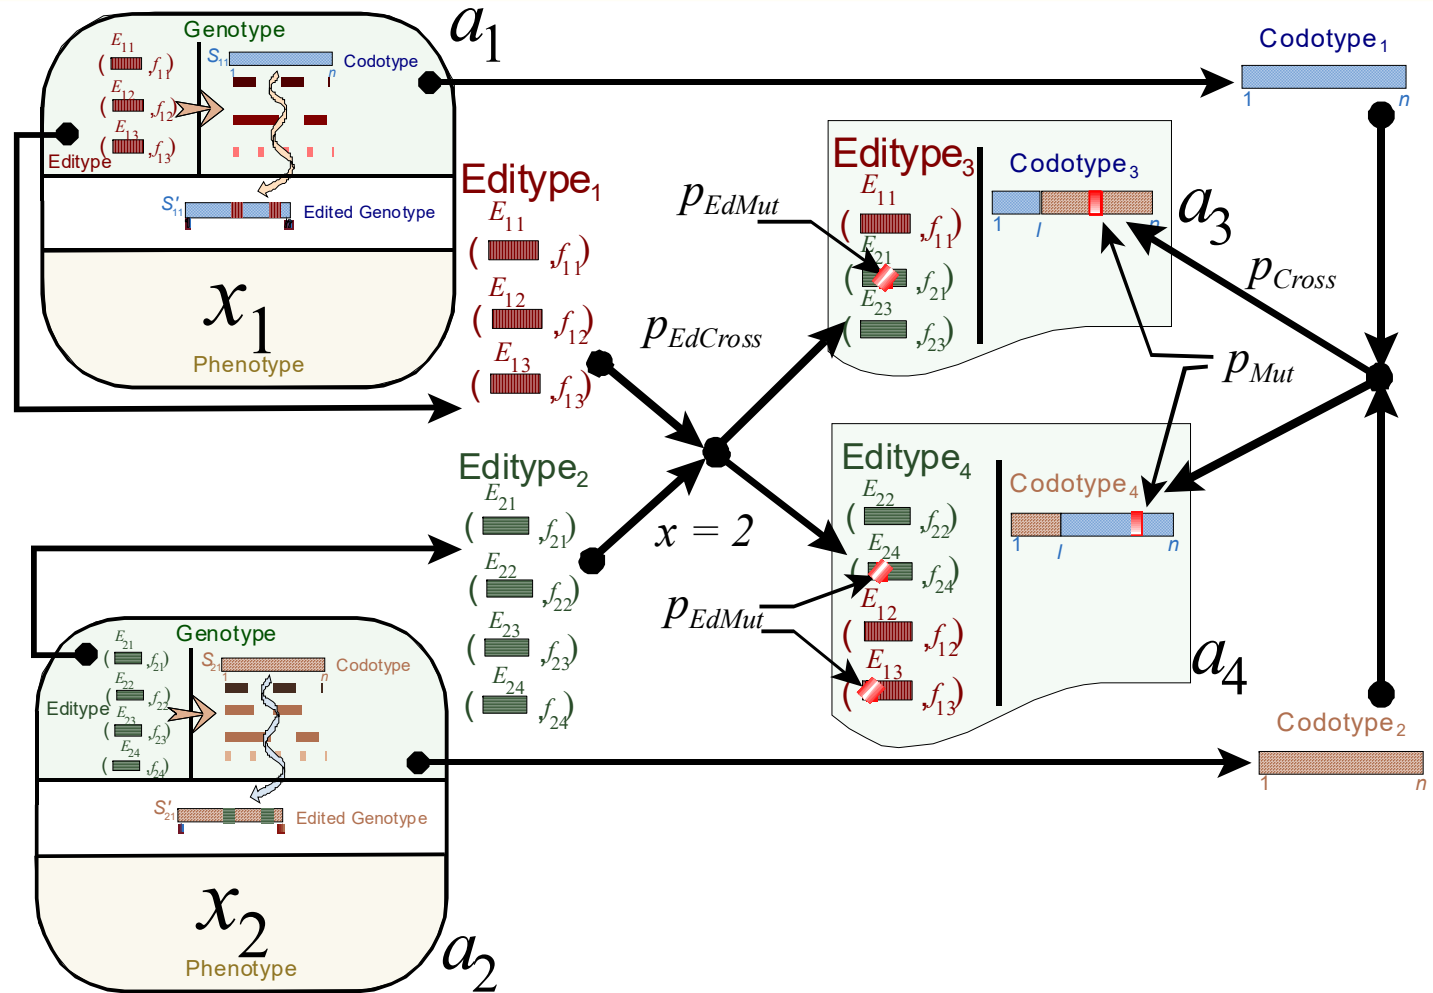 Genotype
E11
( ,f11)
E12
( ,f12)
E13
( ,f13)
Editype
S11
Codotype
1 n
S'11
Edited Genotype
x1
Phenotype
a1
Codotype1
1 n
Editype1
E11
( ,f11)
E12
( ,f12)
E13
( ,f13)
pEdCross
x = 2
Editype2
E21
( ,f21)
E22
( ,f22)
E23
( ,f23)
E24
( ,f24)
pEdMut
Editype3
E11
( ,f11)
E21
( ,f21)
E23
( ,f23)
Codotype3
1 l n
a3
pCross
pMut
Editype4
E22
( ,f22)
E24
( ,f24)
E12
( ,f12)
E13
( ,f13)
Codotype4
1 l n
a4
pEdMut
Codotype2
1 n
Genotype
E21
( ,f21)
E22
( ,f22)
E23
( ,f23)
E24
( ,f24)
Editype
S21
Codotype
1 n
S'21
Edited Genotype
x2
Phenotype
a2